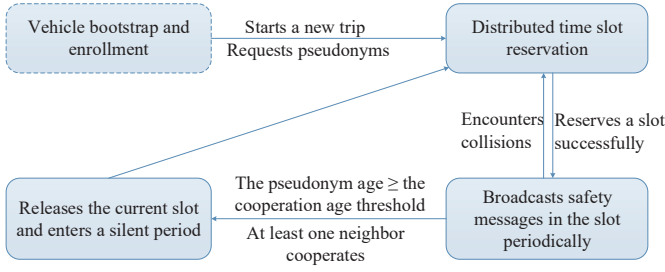 Vehicle bootstrap and
enrollment
Starts a new trip
Requests pseudonyms
Distributed time slot
reservation
Encounters
collisions
Reserves a slot
successfully
Releases the current slot
and enters a silent period
The pseudonym age ≥ the
cooperation age threshold
At least one neighbor
cooperates
Broadcasts safety
messages in the slot
periodically